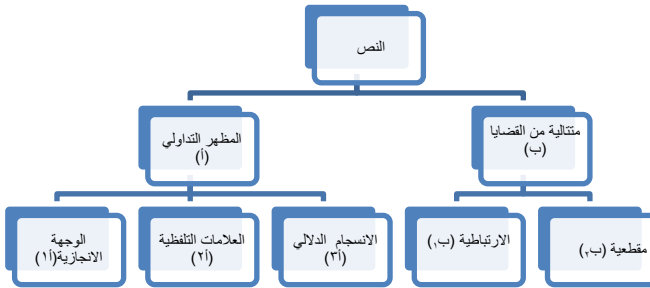 النص
متتالية من القضايا
(ب)
المظهر التداولي
(أ)
مقطعية (ب٢)
الارتباطية (ب١)
الانسجام الدلالي
(أ٣)
العلامات التلفظية
(أ٢)
الوجهة
الانجازية(أ١)